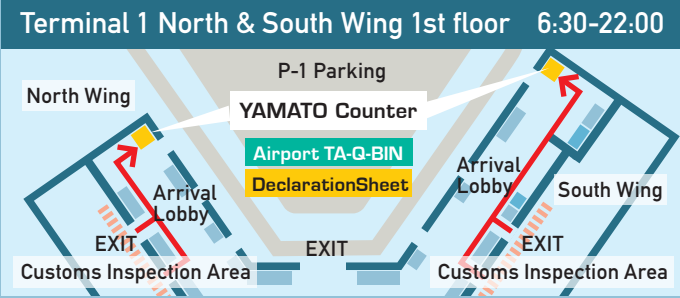 Terminal 1 North & South Wing 1st floor 6:30-22:00
P-1 Parking
North Wing
YAMATO Counter
Airport TA-Q-BIN
DeclarationSheet
Arrival
Lobby
Arrival
Lobby
South Wing
EXIT
EXIT
EXIT
Customs Inspection Area
Customs Inspection Area